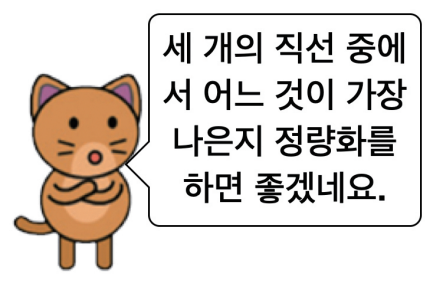 세 개의 직선 중에
서 어느 것이 가장
나은지 정량화를
하면 좋겠네요.